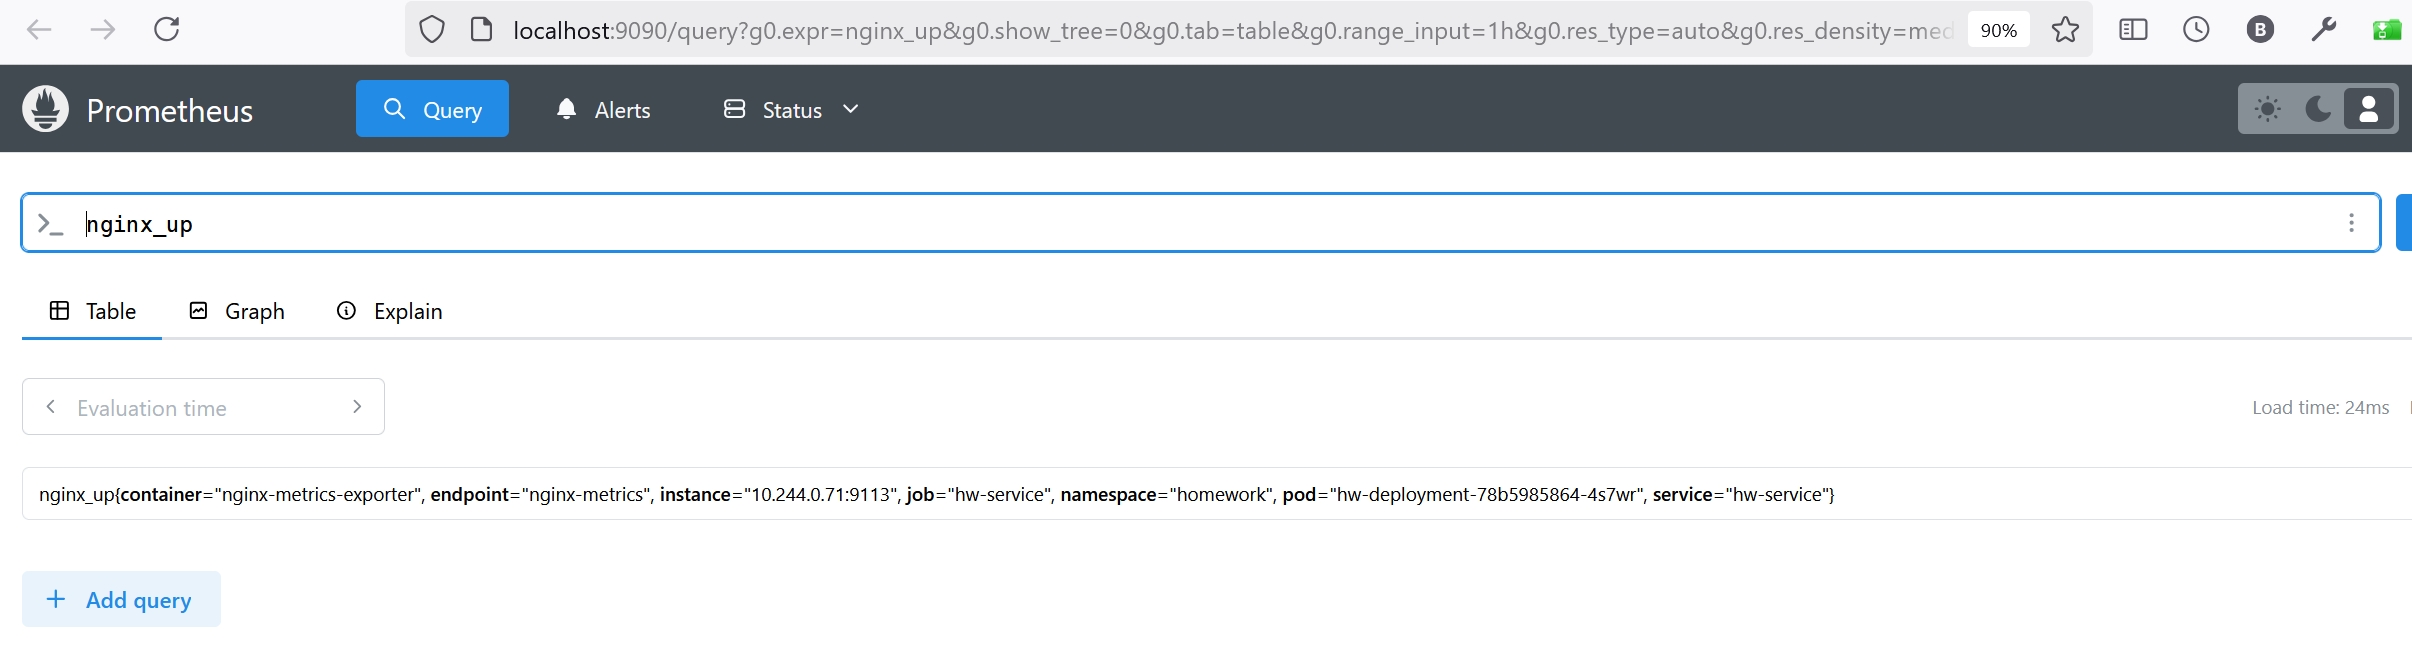 localhost:9090/query?g0.expr=nginx_up&g0.show_tree=0&g0.tab=table&g0.range_input=1h&g0.res_type=auto&g0.res_density=med
90%
B
Prometheus
Query
Alerts
Status
>_ nginx_up
Table
Graph
Explain
Evaluation time
Load time: 24ms
nginx_up{container="nginx-metrics-exporter", endpoint="nginx-metrics", instance="10.244.0.71:9113", job="hw-service", namespace="homework", pod="hw-deployment-78b5985864-4s7wr", service="hw-service"}
+ Add query